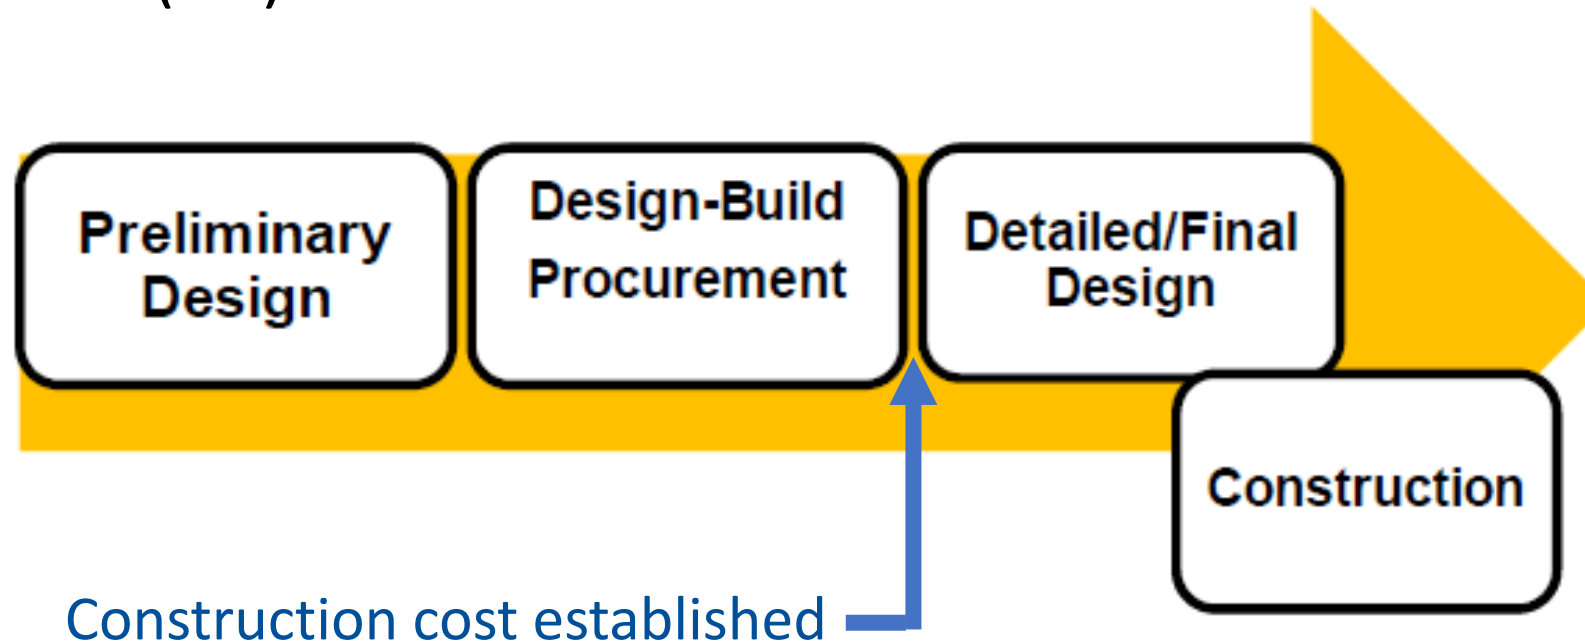 Preliminary
Design
Design-Build
Procurement
Detailed/Final
Design
Construction
Construction cost established